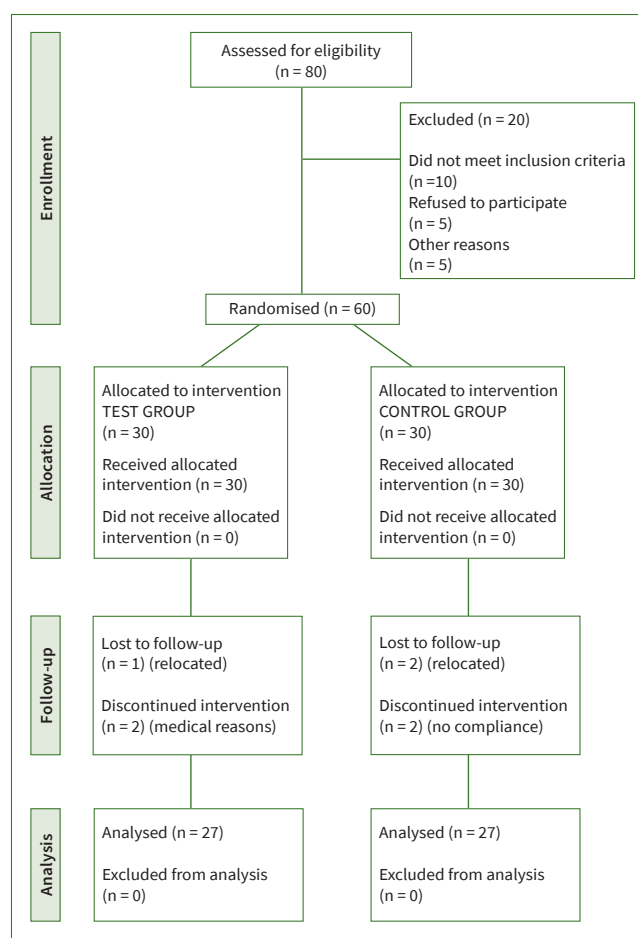 Enrollment
Assessed for eligibility
(n = 80)
Excluded (n = 20)
Did not meet inclusion criteria
(n =10)
Refused to participate
(n = 5)
Other reasons
(n = 5)
Randomised (n = 60)
Allocation
Allocated to intervention
TEST GROUP
(n = 30)
Received allocated
intervention (n = 30)
Did not receive allocated
intervention (n = 0)
Allocated to intervention
CONTROL GROUP
(n = 30)
Received allocated
intervention (n = 30)
Did not receive allocated
intervention (n = 0)
Follow-up
Lost to follow-up
(n = 1) (relocated)
Discontinued intervention
(n = 2) (medical reasons)
Lost to follow-up
(n = 2) (relocated)
Discontinued intervention
(n = 2) (no compliance)
Analysis
Analysed (n = 27)
Excluded from analysis
(n = 0)
Analysed (n = 27)
Excluded from analysis
(n = 0)